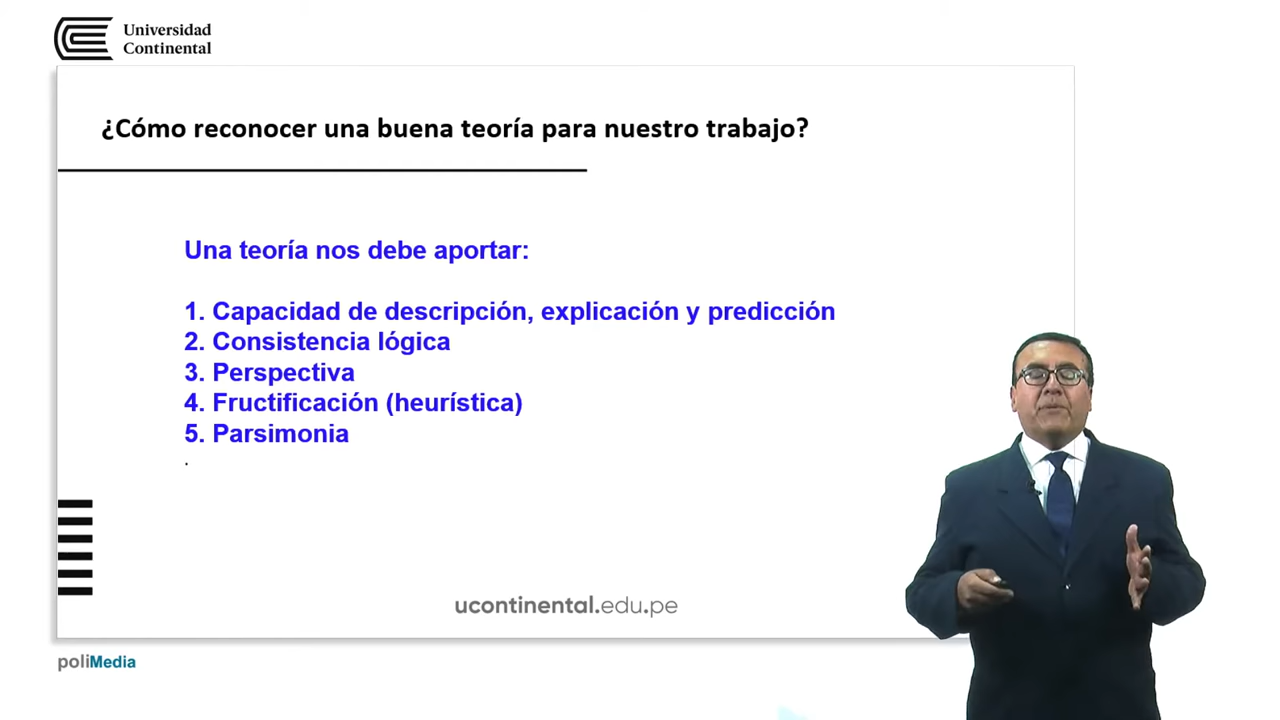 Universidad
Continental
¿Cómo reconocer una buena teoría para nuestro trabajo?
Una teoría nos debe aportar:
1. Capacidad de descripción, explicación y predicción
2. Consistencia lógica
3. Perspectiva
4. Fructificación (heurística)
5. Parsimonia
.
ucontinental.edu.pe
poliMedia